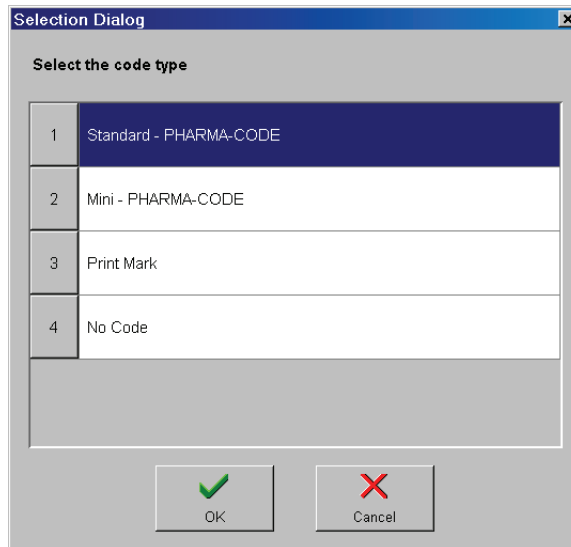 Selection Dialog
Select the code type
1 Standard - PHARMA-CODE
2 Mini - PHARMA-CODE
3 Print Mark
4 No Code
OK Cancel